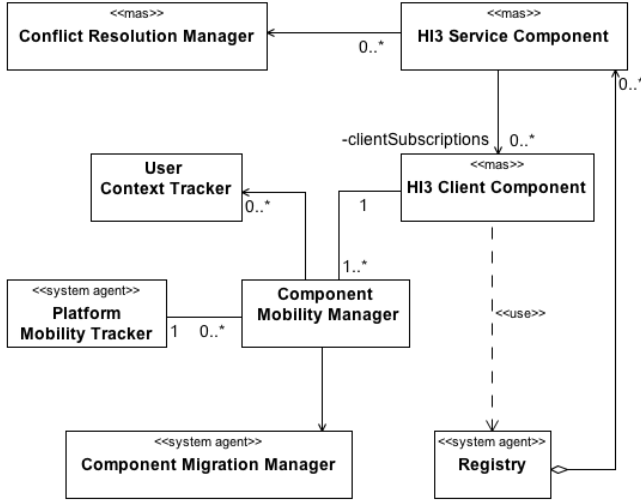 <<mas>>
Conflict Resolution Manager
<<mas>>
HI3 Service Component
0..*
0..*
-clientSubscriptions
0..*
User
Context Tracker
<<mas>>
HI3 Client Component
0..*
1
1..*
<<system agent>>
Platform
Mobility Tracker
1
0..*
Component
Mobility Manager
<<use>>
<<system agent>>
Component Migration Manager
<<system agent>>
Registry